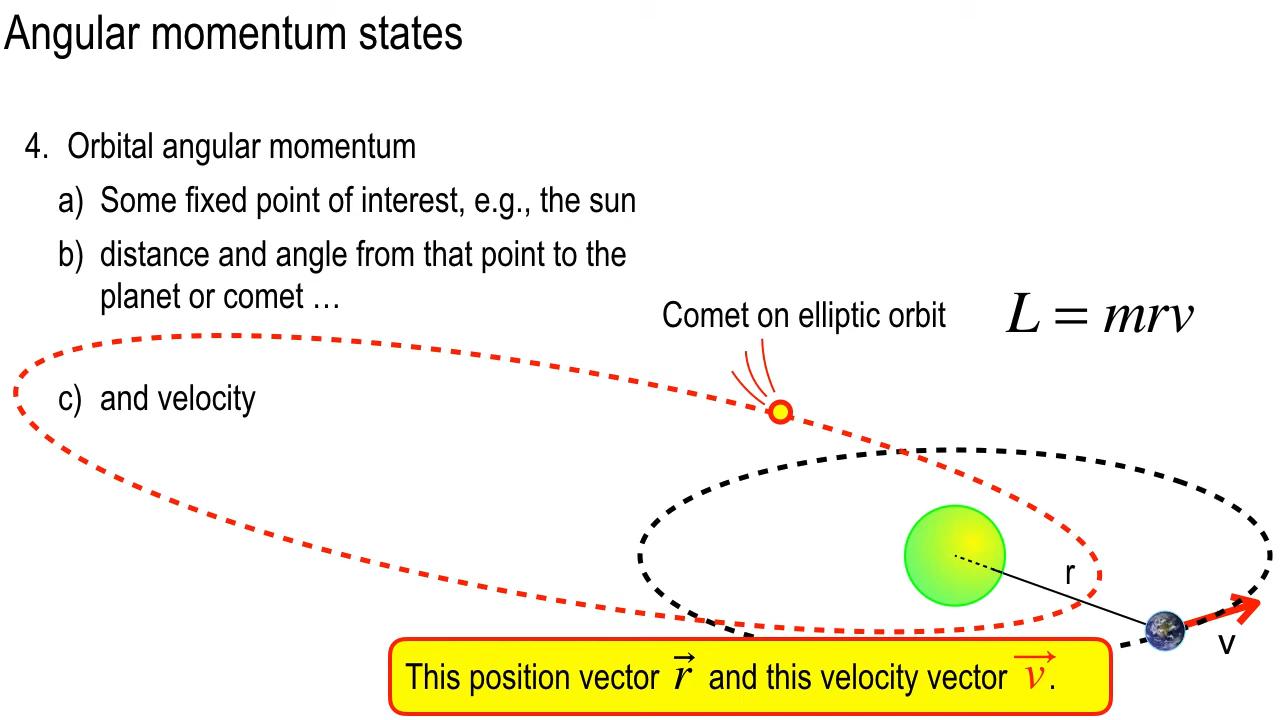 Angular momentum states
4. Orbital angular momentum
a) Some fixed point of interest, e.g., the sun
b) distance and angle from that point to the
planet or comet …
Comet on elliptic orbit
L = mrv
c) and velocity
r
v
This position vector r⃗ and this velocity vector v⃗.